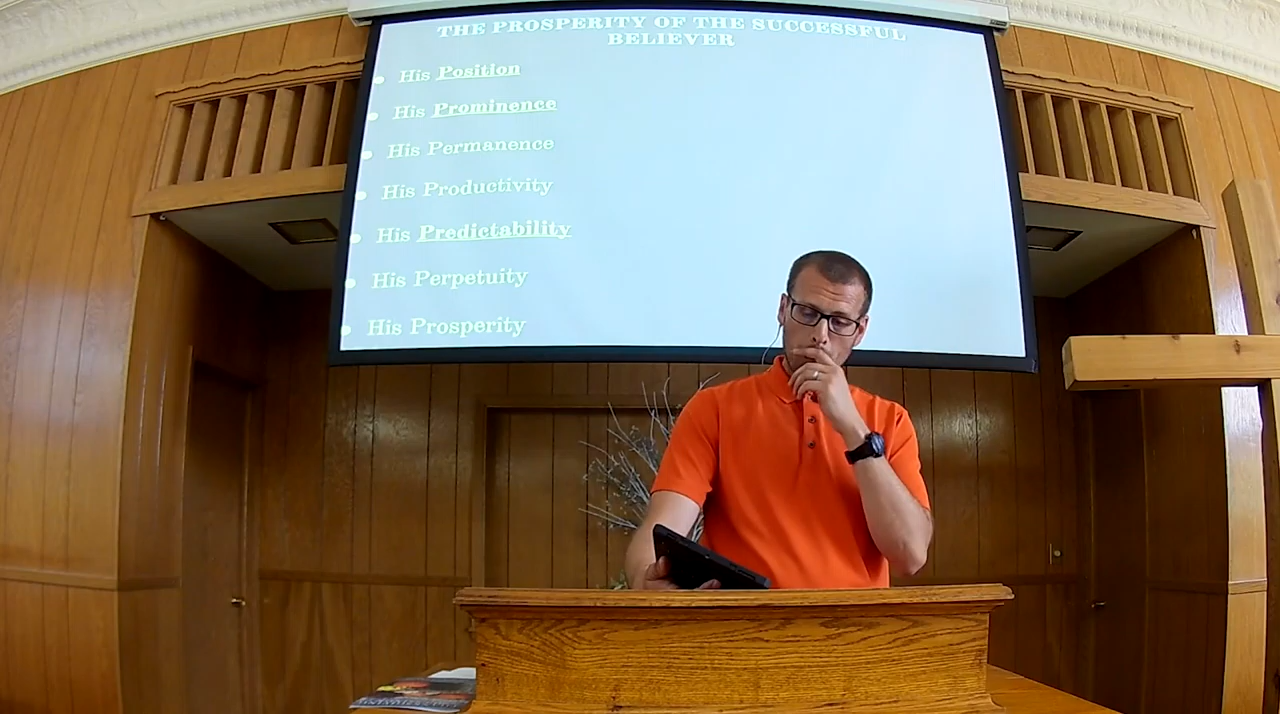 THE PROSPERITY OF THE SUCCESSFUL
BELIEVER
His Position
His Prominence
His Permanence
His Productivity
His Predictability
His Perpetuity
His Prosperity